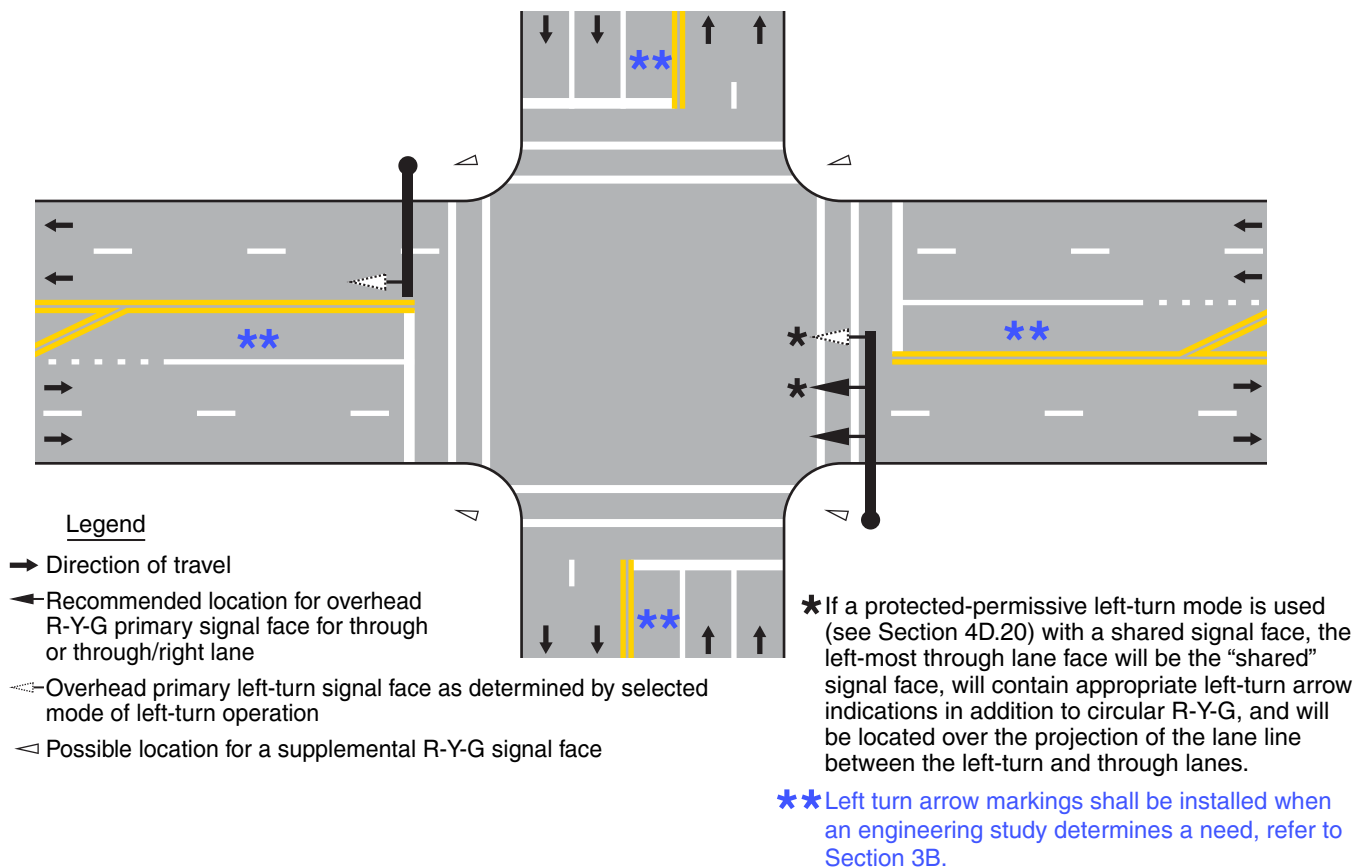 **
**
**
*
*
**
Legend
Direction of travel
Recommended location for overhead
R-Y-G primary signal face for through
or through/right lane
Overhead primary left-turn signal face as determined by selected
mode of left-turn operation
Possible location for a supplemental R-Y-G signal face
* If a protected-permissive left-turn mode is used
(see Section 4D.20) with a shared signal face, the
left-most through lane face will be the “shared”
signal face, will contain appropriate left-turn arrow
indications in addition to circular R-Y-G, and will
be located over the projection of the lane line
between the left-turn and through lanes.
** Left turn arrow markings shall be installed when
an engineering study determines a need, refer to
Section 3B.